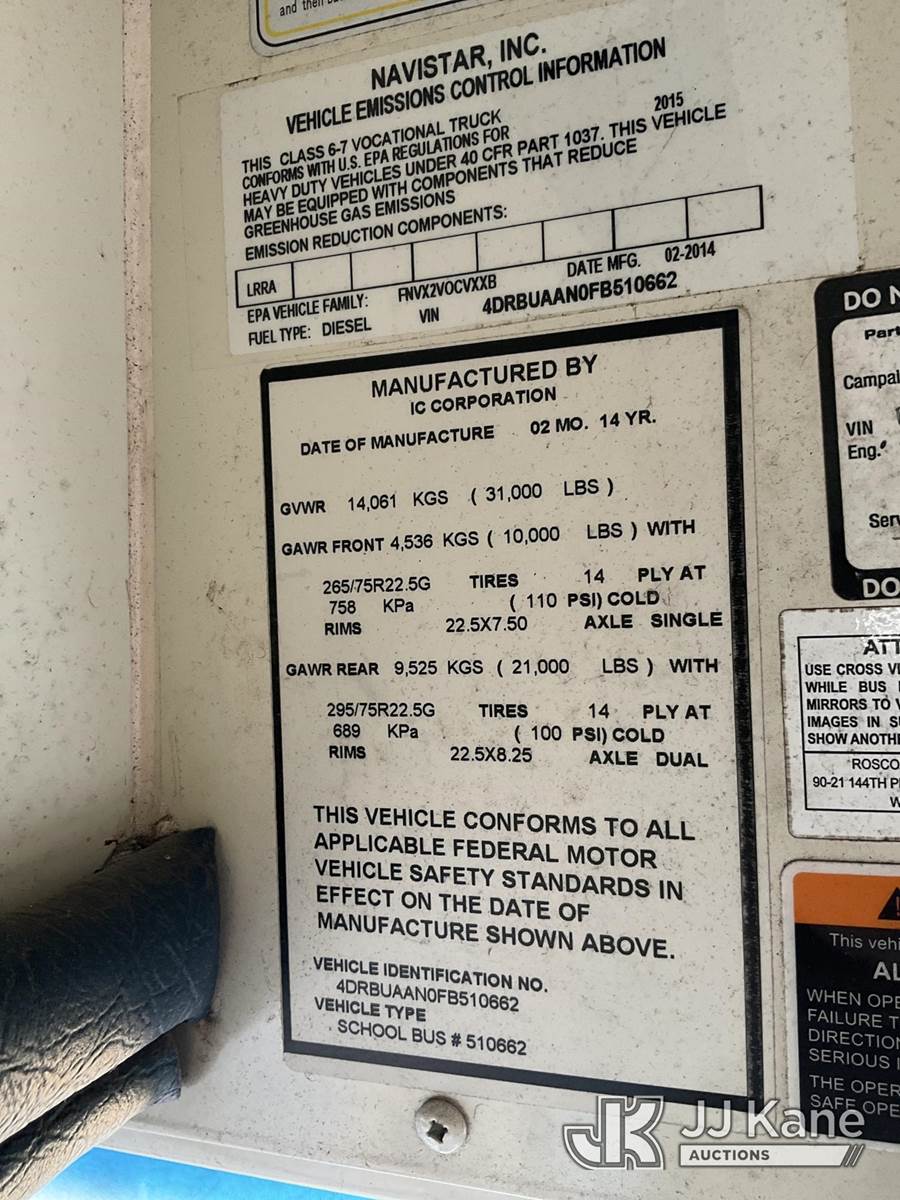 and then
NAVISTAR, INC.
VEHICLE EMISSIONS CONTROL INFORMATION
THIS CLASS 6-7 VOCATIONAL TRUCK 2015
CONFORMS WITH U.S. EPA REGULATIONS FOR
HEAVY DUTY VEHICLES UNDER 40 CFR PART 1037. THIS VEHICLE
MAY BE EQUIPPED WITH COMPONENTS THAT REDUCE
GREENHOUSE GAS EMISSIONS
EMISSION REDUCTION COMPONENTS:
LRRA
EPA VEHICLE FAMILY: FNVX2VOCVXXB DATE MFG. 02-2014
FUEL TYPE: DIESEL VIN 4DRBUAAN0FB510662
MANUFACTURED BY
IC CORPORATION
DATE OF MANUFACTURE 02 MO. 14 YR.
GVWR 14,061 KGS ( 31,000 LBS )
GAWR FRONT 4,536 KGS ( 10,000 LBS ) WITH
265/75R22.5G TIRES 14 PLY AT
758 KPa ( 110 PSI) COLD
RIMS 22.5X7.50 AXLE SINGLE
GAWR REAR 9,525 KGS ( 21,000 LBS ) WITH
295/75R22.5G TIRES 14 PLY AT
689 KPa ( 100 PSI) COLD
RIMS 22.5X8.25 AXLE DUAL
THIS VEHICLE CONFORMS TO ALL
APPLICABLE FEDERAL MOTOR
VEHICLE SAFETY STANDARDS IN
EFFECT ON THE DATE OF
MANUFACTURE SHOWN ABOVE.
VEHICLE IDENTIFICATION NO.
4DRBUAAN0FB510662
VEHICLE TYPE
SCHOOL BUS # 510662
DO
VIN
Eng.
DO
USE CROSS
WHILE BUS
MIRRORS TO
IMAGES IN
ROSCO
90-21 144TH
This
WHEN
FAILURE
SERIOUS
THE
SAFE
JK JJ Kane
AUCTIONS